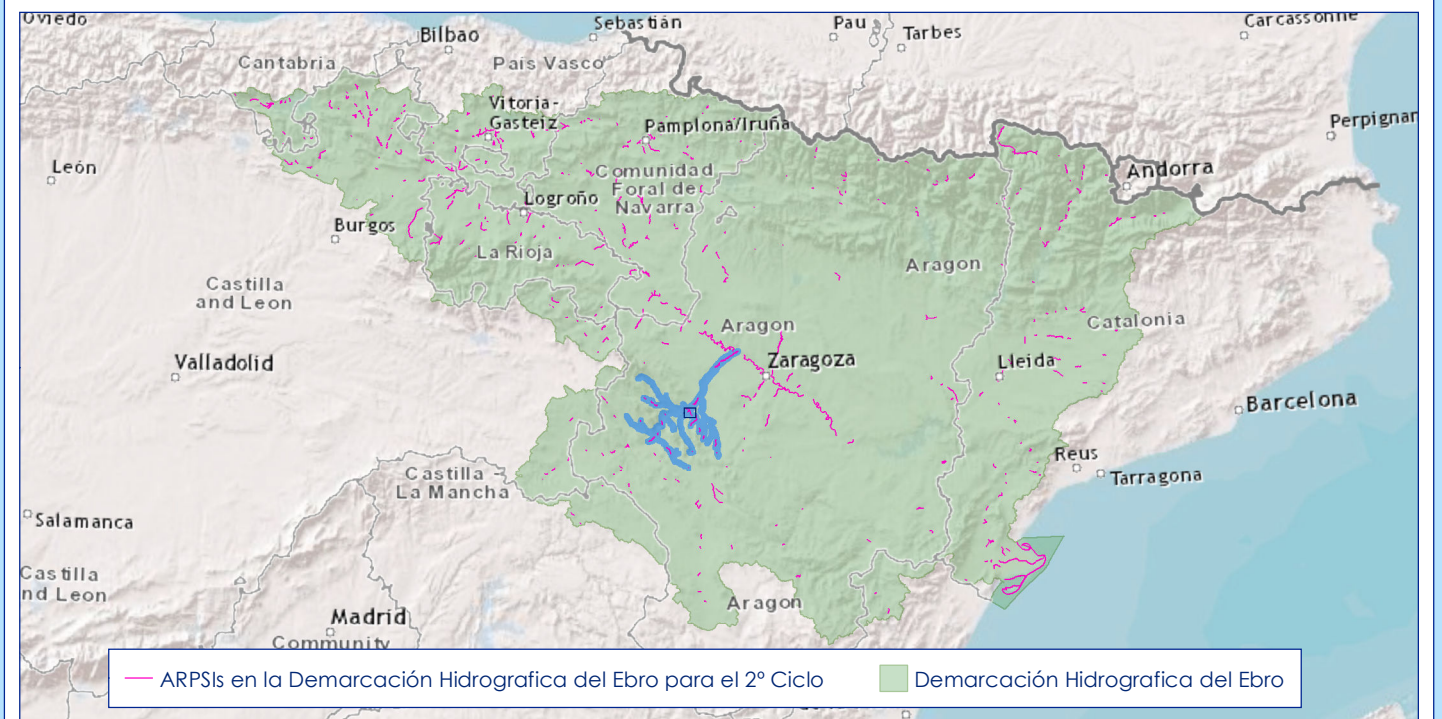 Oviedo
Sebastián
Pau
Tarbes
Carcassonne
Bilbao
Cantabria
País Vasco
Vitoria-
Gasteiz
Pamplona/Iruña
Perpignan
León
Comunidad
Foral de
Navarra
Andorra
Logroño
Burgos
La Rioja
Aragon
Castilla
and Leon
Aragon
Catalonia
Valladolid
Zaragoza
Lleida
Barcelona
Reus
Tarragona
Castilla -
La Mancha
Salamanca
Castilla
nd Leon
Aragon
Madrid
Community
ARPSIs en la Demarcación Hidrografica del Ebro para el 2º Ciclo
Demarcación Hidrografica del Ebro